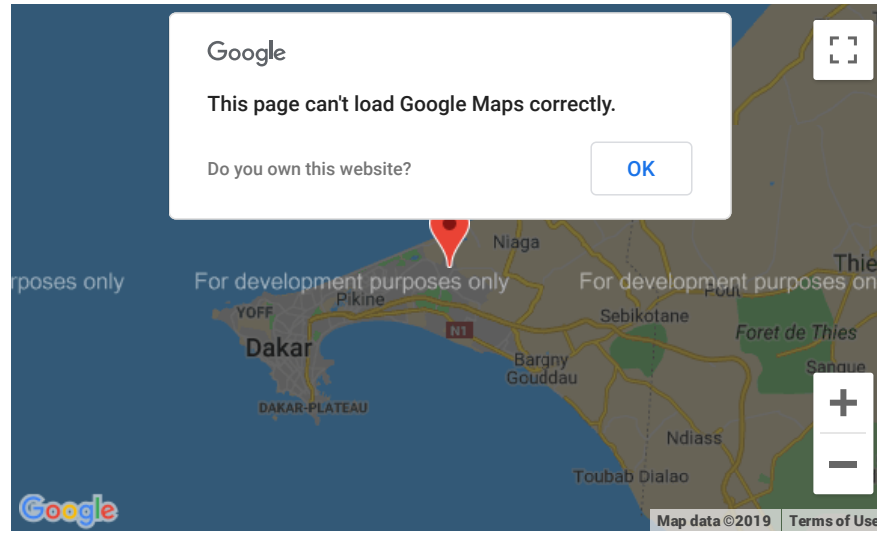 Google
This page can't load Google Maps correctly.
Do you own this website?
OK
Niaga
Thie
rposes only
For development purposes only
For development purposes on
Pout
Pikine
YOFF
Sebikotane
N1
Foret de Thies
Dakar
Bargny
Gouddau
Sangue
DAKAR-PLATEAU
Ndiass
Toubab Dialao
Google
Map data ©2019
Terms of Use